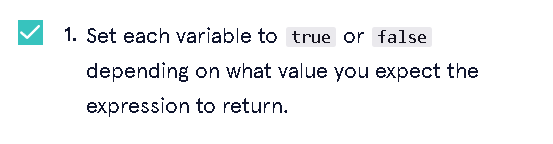 1. Set each variable to true or false
depending on what value you expect the
expression to return.